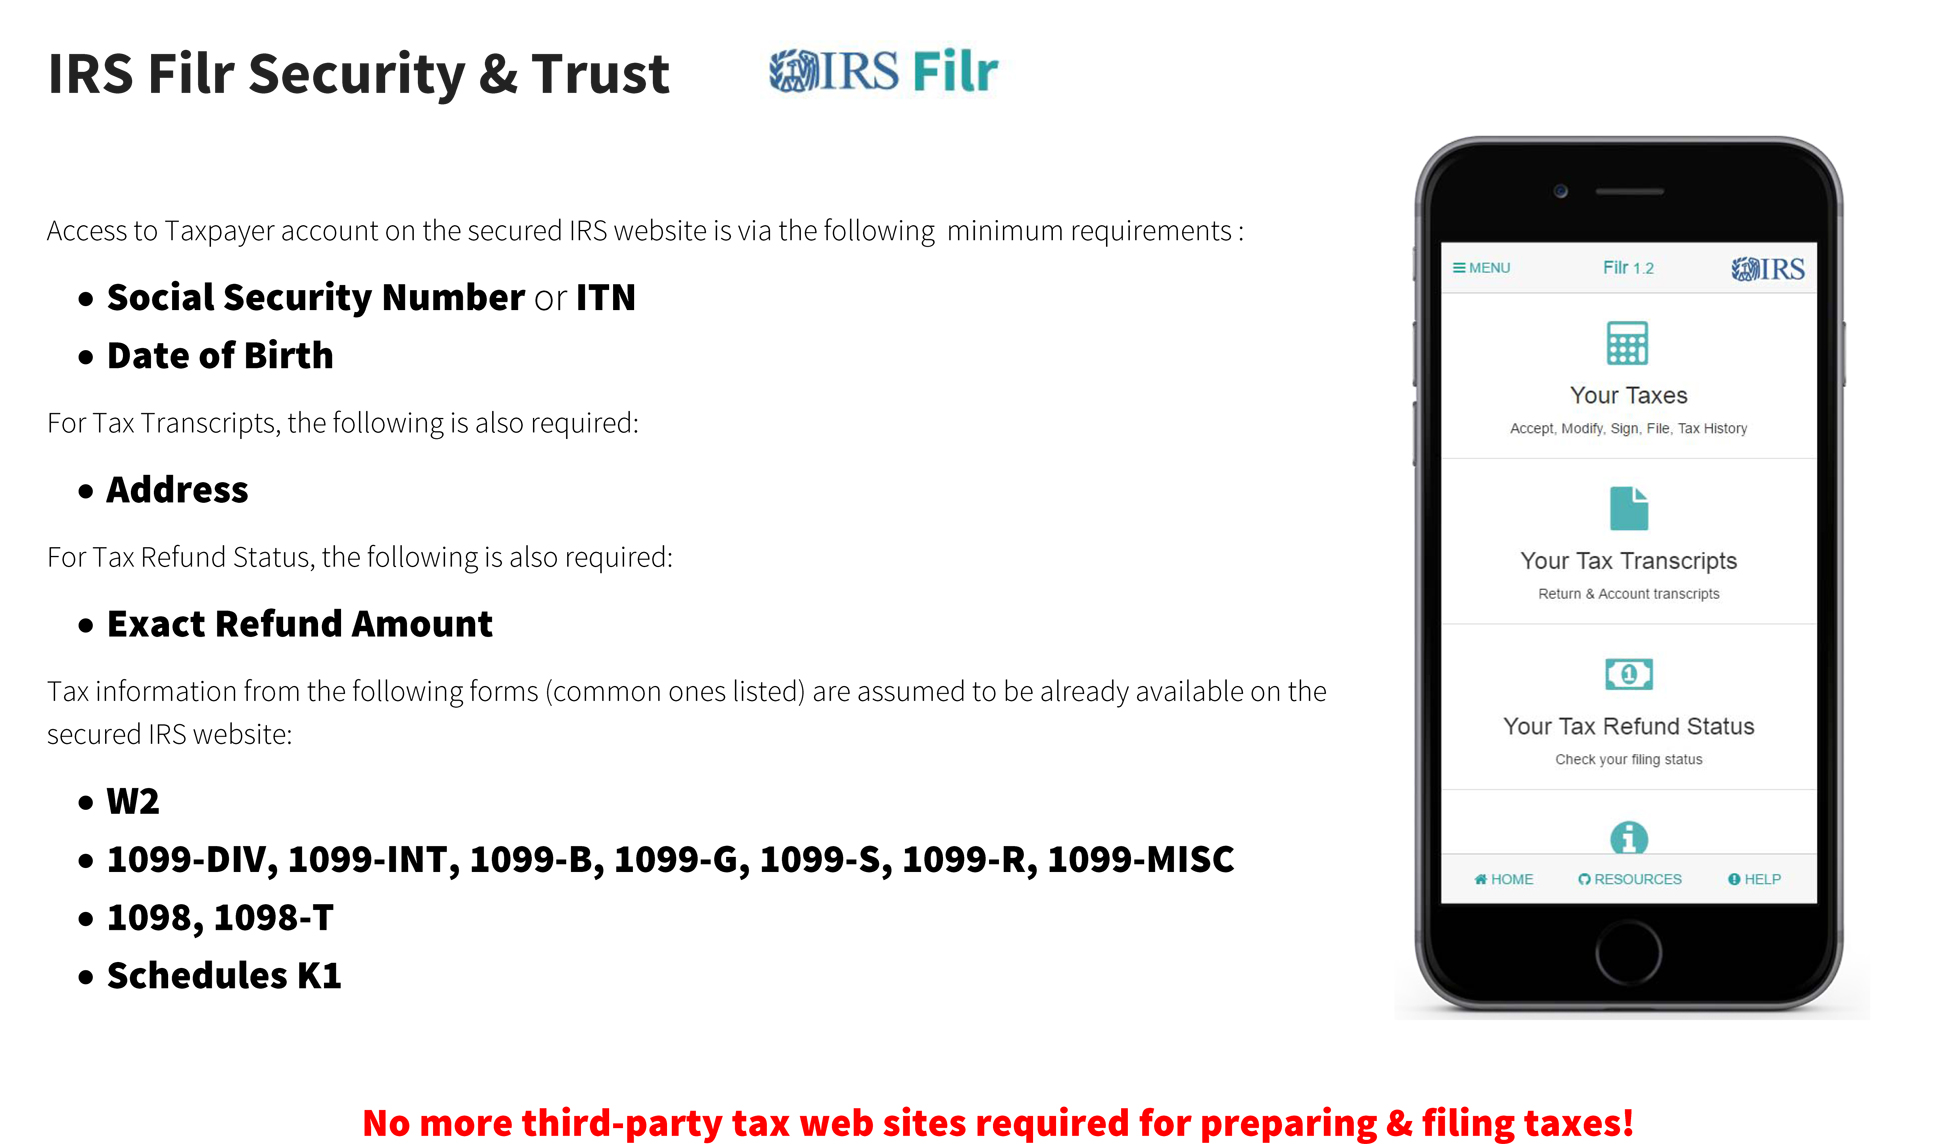 IRS Filr Security & Trust
IRS Filr
Access to Taxpayer account on the secured IRS website is via the following minimum requirements :
• Social Security Number or ITN
• Date of Birth
For Tax Transcripts, the following is also required:
• Address
For Tax Refund Status, the following is also required:
• Exact Refund Amount
Tax information from the following forms (common ones listed) are assumed to be already available on the
secured IRS website:
• W2
• 1099-DIV, 1099-INT, 1099-B, 1099-G, 1099-S, 1099-R, 1099-MISC
• 1098, 1098-T
• Schedules K1
MENU Filr 1.2 IRS
Your Taxes
Accept, Modify, Sign, File, Tax History
Your Tax Transcripts
Return & Account transcripts
1
Your Tax Refund Status
Check your filing status
HOME RESOURCES HELP
No more third-party tax web sites required for preparing & filing taxes!